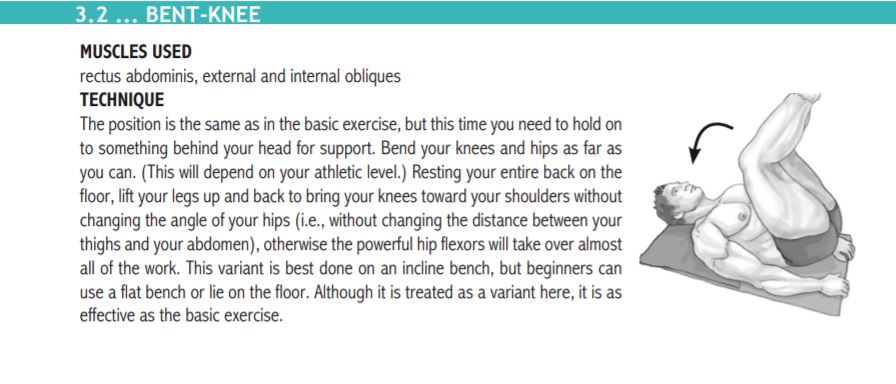 3.2 ... BENT-KNEE
MUSCLES USED
rectus abdominis, external and internal obliques
TECHNIQUE
The position is the same as in the basic exercise, but this time you need to hold on
to something behind your head for support. Bend your knees and hips as far as
you can. (This will depend on your athletic level.) Resting your entire back on the
floor, lift your legs up and back to bring your knees toward your shoulders without
changing the angle of your hips (i.e., without changing the distance between your
thighs and your abdomen), otherwise the powerful hip flexors will take over almost
all of the work. This variant is best done on an incline bench, but beginners can
use a flat bench or lie on the floor. Although it is treated as a variant here, it is as
effective as the basic exercise.